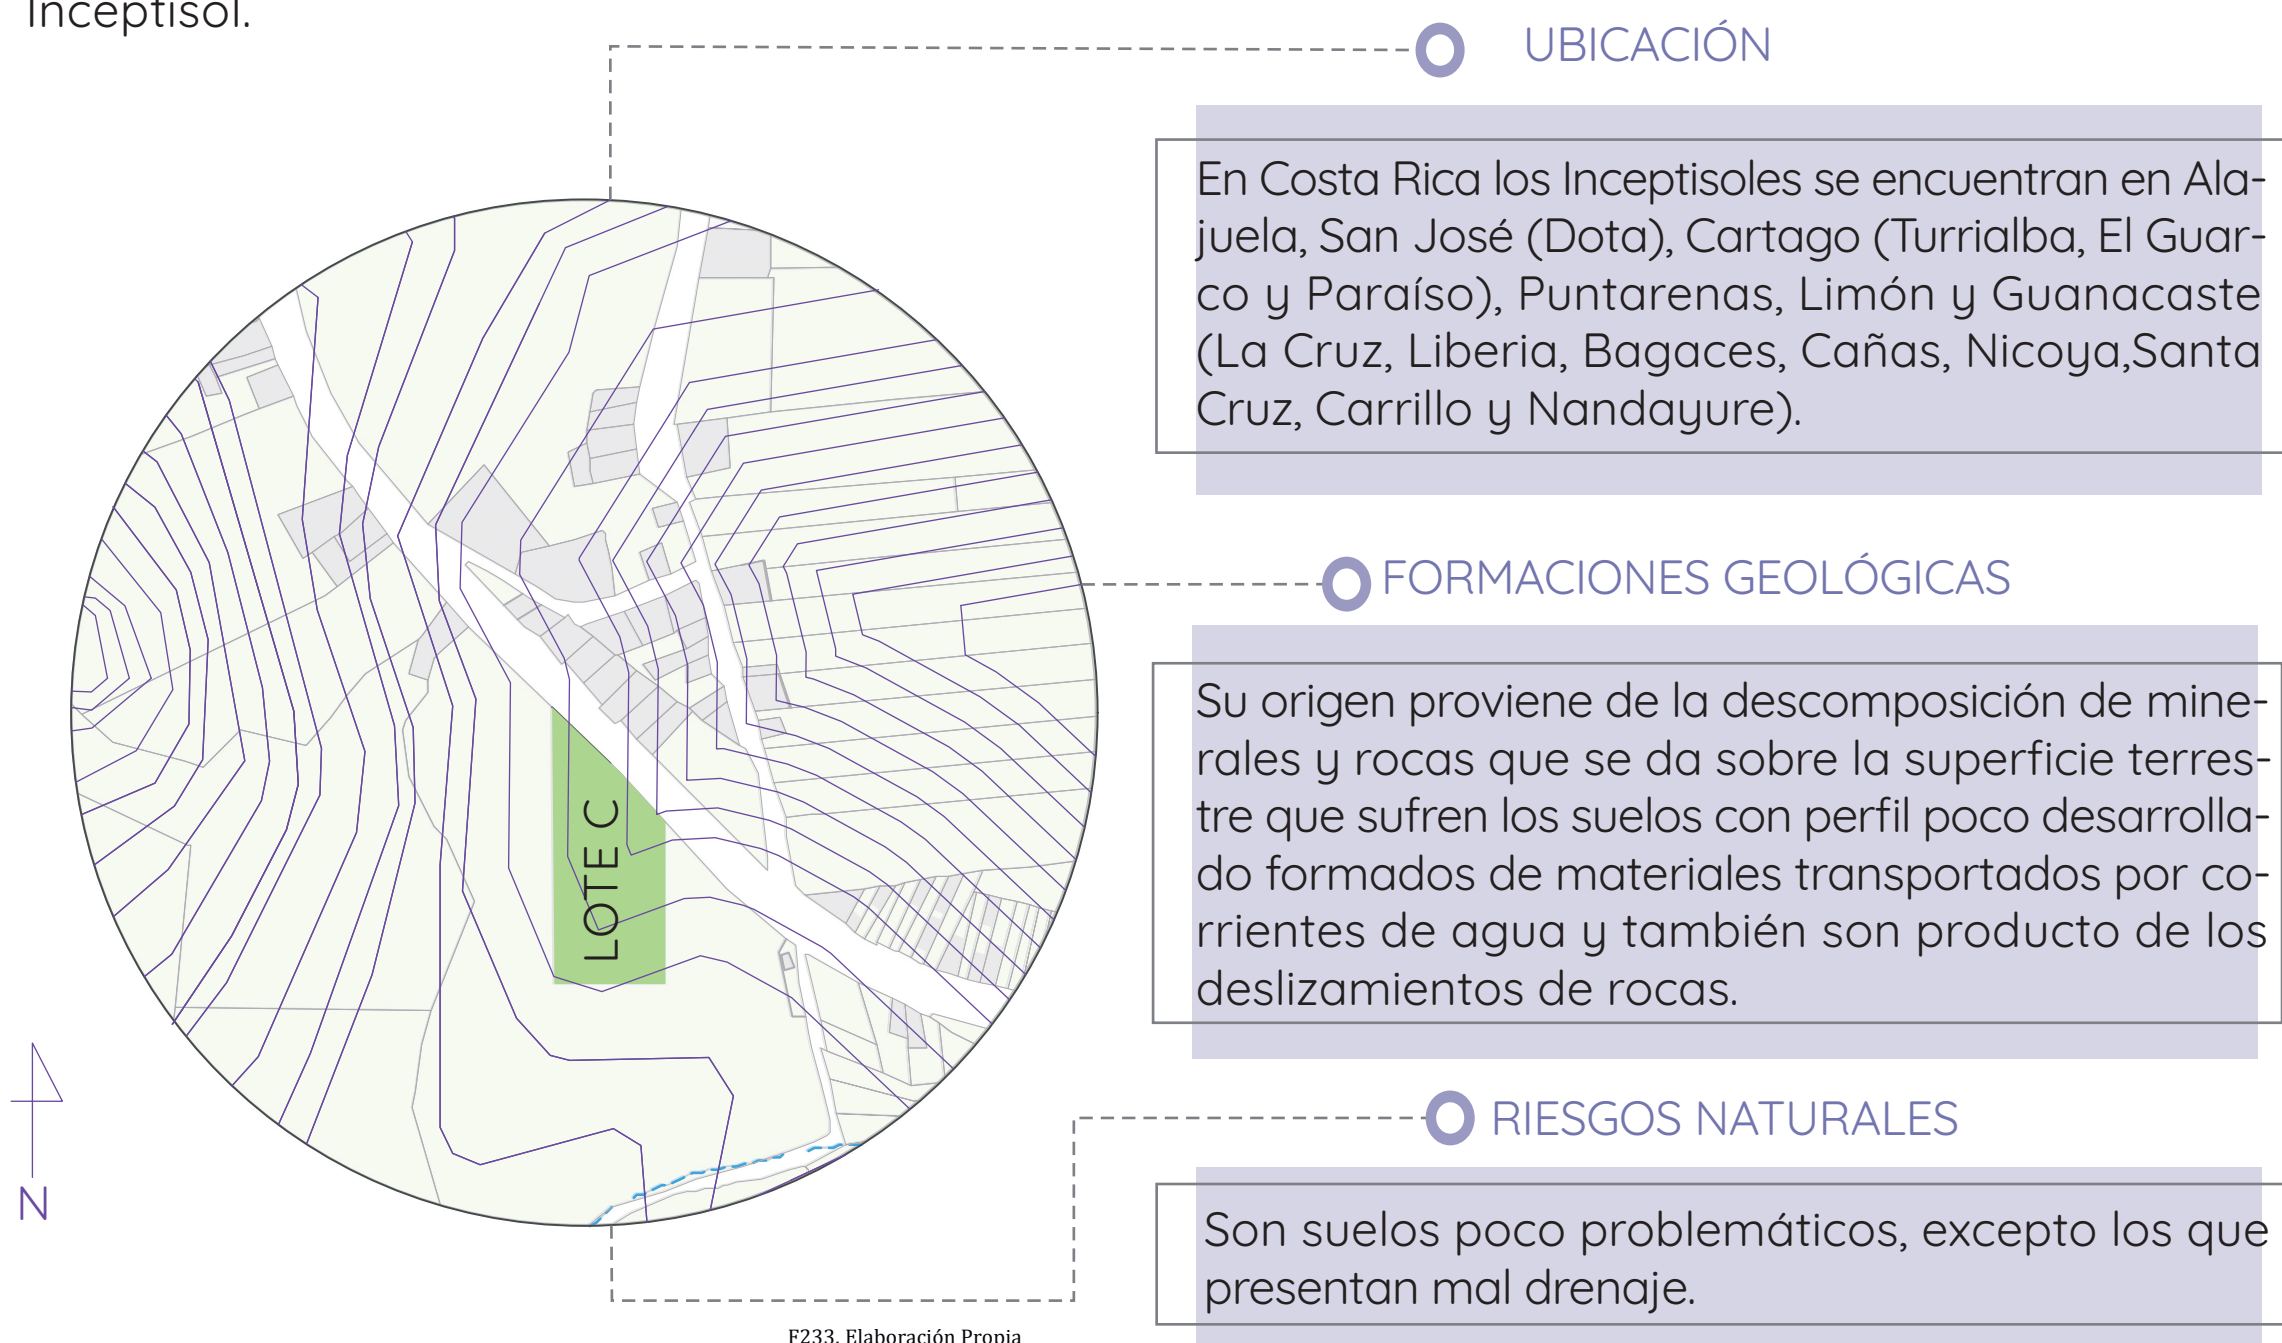 Inceptisol.
UBICACIÓN
En Costa Rica los Inceptisoles se encuentran en Ala-
juela, San José (Dota), Cartago (Turrialba, El Guar-
co y Paraíso), Puntarenas, Limón y Guanacaste
(La Cruz, Liberia, Bagaces, Cañas, Nicoya,Santa
Cruz, Carrillo y Nandayure).
FORMACIONES GEOLÓGICAS
Su origen proviene de la descomposición de mine-
rales y rocas que se da sobre la superficie terres-
tre que sufren los suelos con perfil poco desarrolla-
do formados de materiales transportados por co-
rrientes de agua y también son producto de los
deslizamientos de rocas.
LOTE C
N
RIESGOS NATURALES
Son suelos poco problemáticos, excepto los que
presentan mal drenaje.
F233. Elaboración Propia